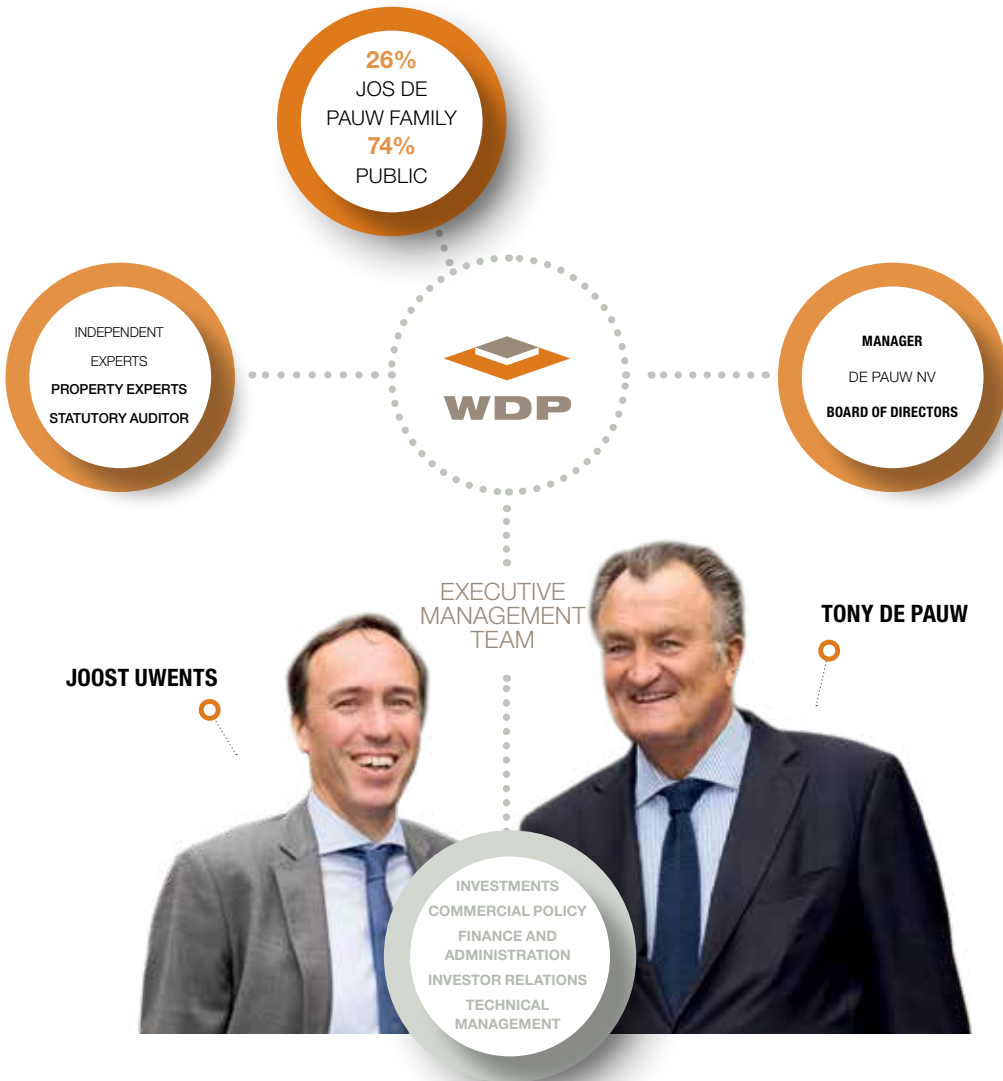 26%
JOS DE
PAUW FAMILY
74%
PUBLIC
INDEPENDENT
EXPERTS
PROPERTY EXPERTS
STATUTORY AUDITOR
WDP
MANAGER
DE PAUW NV
BOARD OF DIRECTORS
EXECUTIVE
MANAGEMENT
TEAM
JOOST UWENTS
TONY DE PAUW
INVESTMENTS
COMMERCIAL POLICY
FINANCE AND
ADMINISTRATION
INVESTOR RELATIONS
TECHNICAL
MANAGEMENT